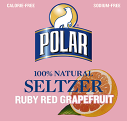 CALORIE-FREE SODIUM-FREE
POLAR
100% NATURAL
SELTZER
RUBY RED GRAPEFRUIT